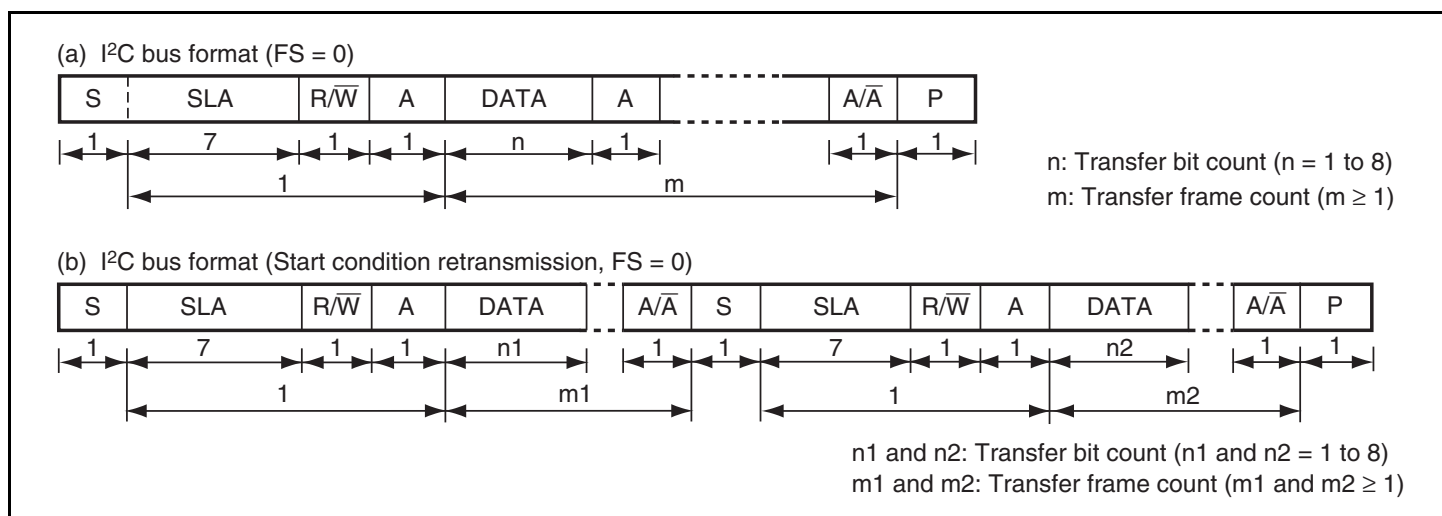 (a) I²C bus format (FS = 0)
S SLA R/W̅ A DATA A A/A̅ P
1 7 1 1 n 1 1 1
1 m
n: Transfer bit count (n = 1 to 8)
m: Transfer frame count (m ≥ 1)
(b) I²C bus format (Start condition retransmission, FS = 0)
S SLA R/W̅ A DATA A/A̅ S SLA R/W̅ A DATA A/A̅ P
1 7 1 1 n1 1 1 7 1 1 n2 1 1
1 m1 1 m2
n1 and n2: Transfer bit count (n1 and n2 = 1 to 8)
m1 and m2: Transfer frame count (m1 and m2 ≥ 1)